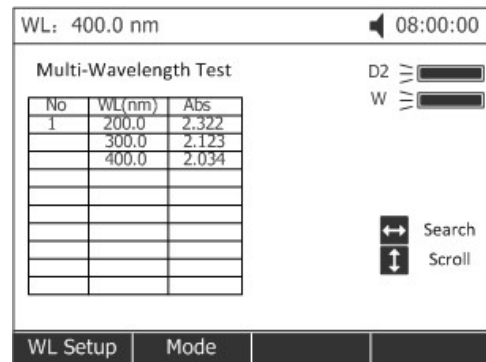 WL: 400.0 nm 08:00:00
Multi-Wavelength Test
D2
W
No WL(nm) Abs
1 200.0 2.322
300.0 2.123
400.0 2.034
Search
Scroll
WL Setup Mode